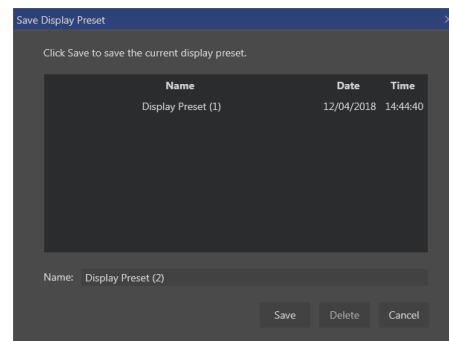 Save Display Preset
Click Save to save the current display preset.
Name Date Time
Display Preset (1) 12/04/2018 14:44:40
Name: Display Preset (2)
Save Delete Cancel